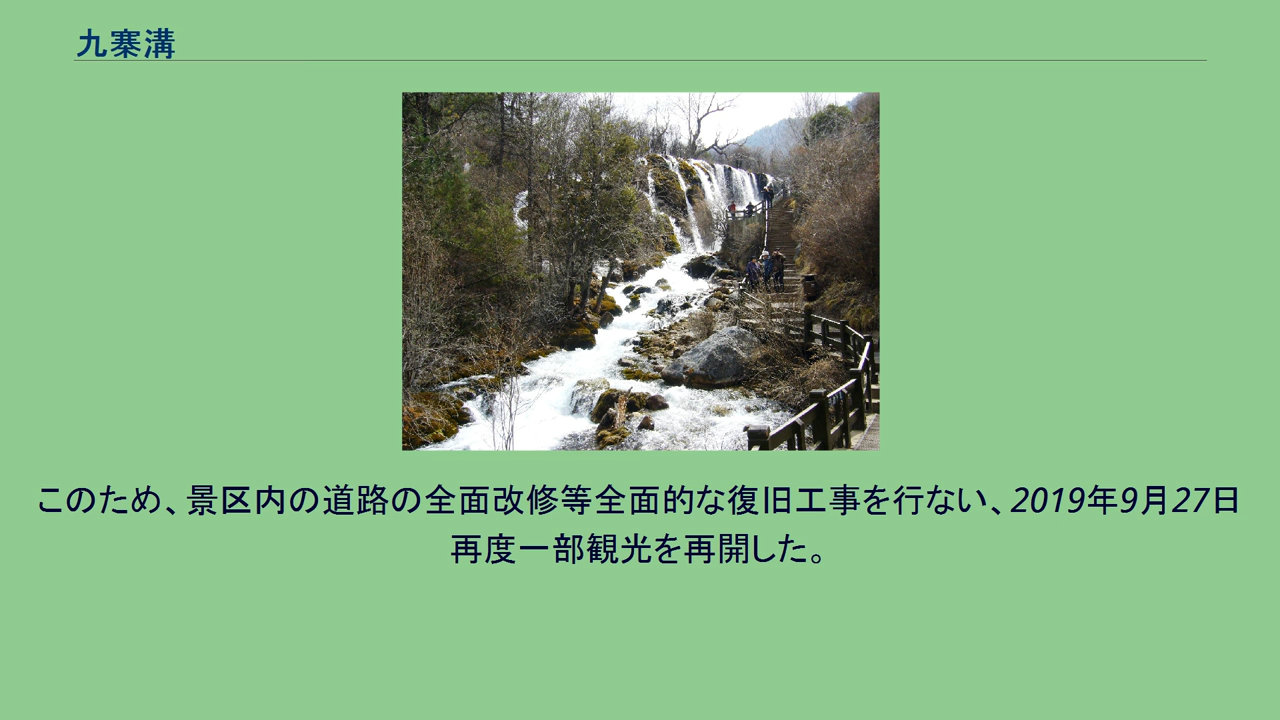 九寨溝
このため、景区内の道路の全面改修等全面的な復旧工事を行ない、2019年9月27日
再度一部観光を再開した。